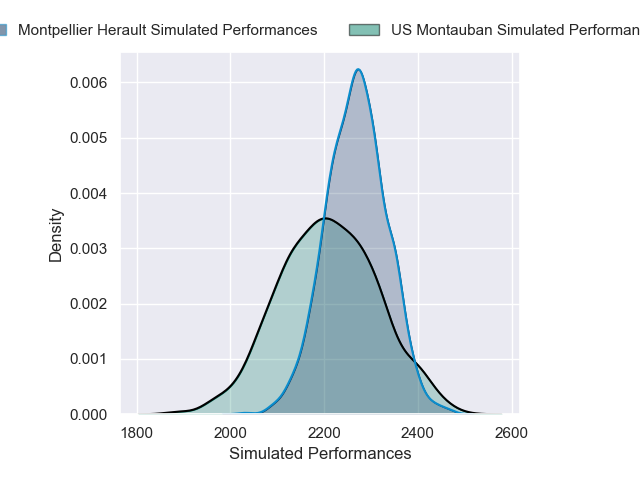 Montpellier Herault Simulated Performances
US Montauban Simulated Performan
0.006
0.005
0.004
0.003
0.002
0.001
0.000
Density
1800 2000 2200 2400 2600
Simulated Performances